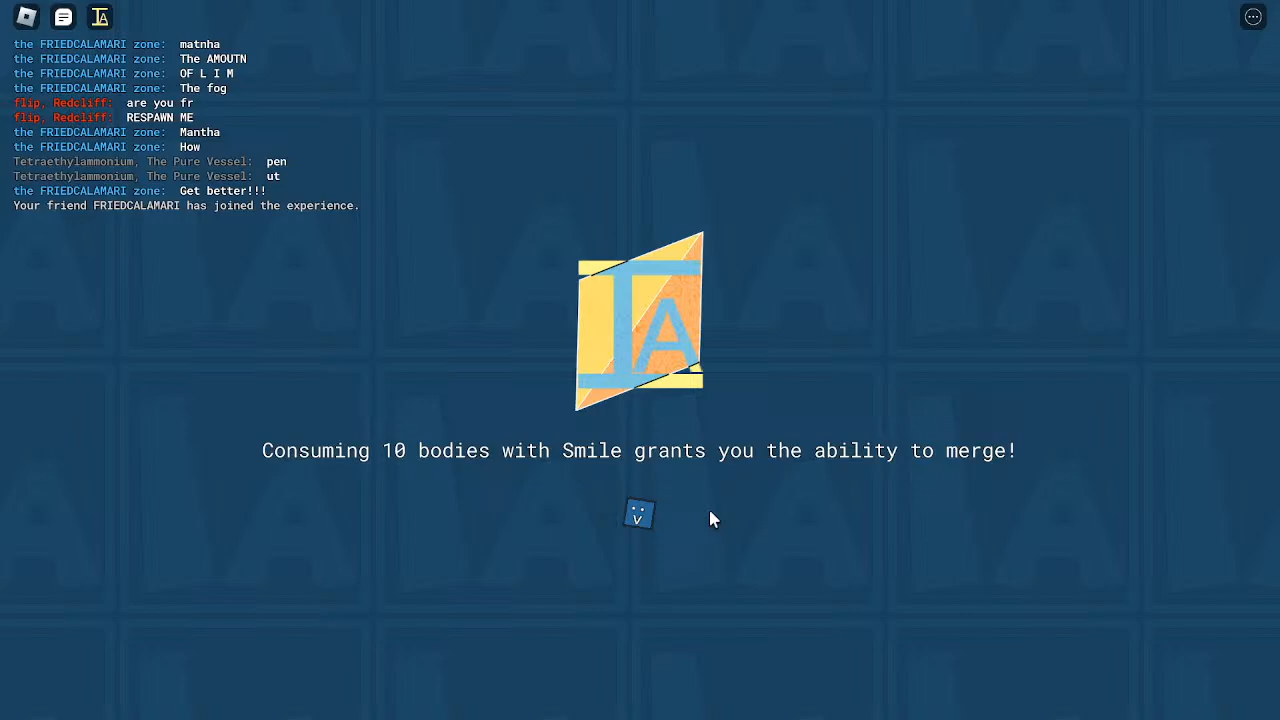 IA
the FRIEDCALAMARI zone: matnha
the FRIEDCALAMARI zone: The AMOUTN
the FRIEDCALAMARI zone: OF L I M
the FRIEDCALAMARI zone: The fog
flip, Redcliff: are you fr
flip, Redcliff: RESPAWN ME
the FRIEDCALAMARI zone: Mantha
the FRIEDCALAMARI zone: How
Tetraethylammonium, The Pure Vessel: pen
Tetraethylammonium, The Pure Vessel: ut
the FRIEDCALAMARI zone: Get better!!!
Your friend FRIEDCALAMARI has joined the experience.
IA
Consuming 10 bodies with Smile grants you the ability to merge!